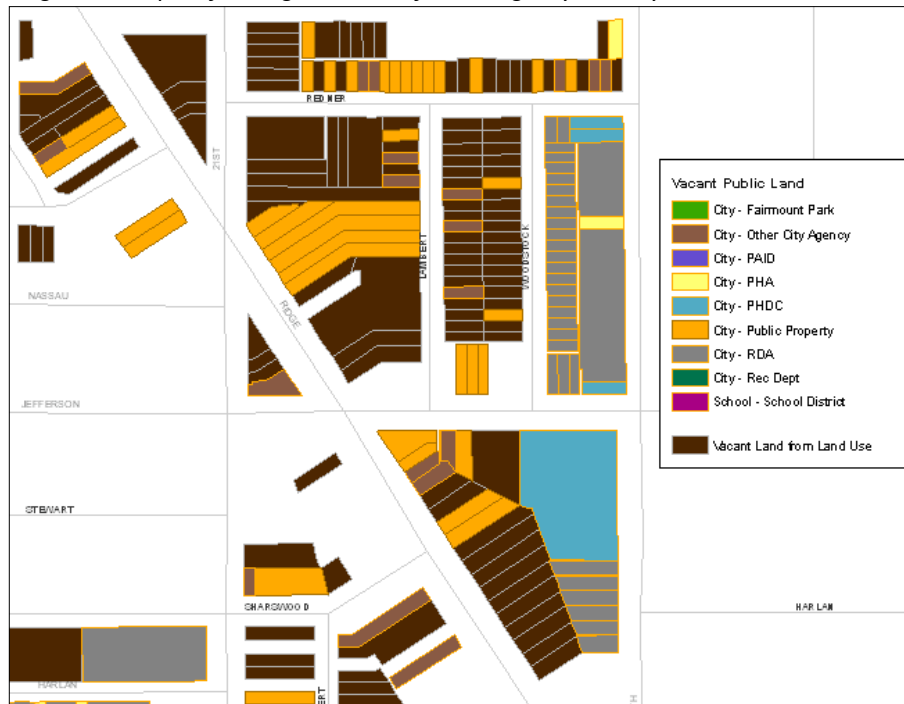 REDNER
21ST
LAMBERT
WOODSTOCK
NASSAU
RIDGE
JEFFERSON
STEWART
SHARSWOOD
HARLAN
HARLAN
ERT
H
Vacant Public Land
City - Fairmount Park
City - Other City Agency
City - PAID
City - PHA
City - PHDC
City - Public Property
City - RDA
City - Rec Dept
School - School District
Vacant Land from Land Use